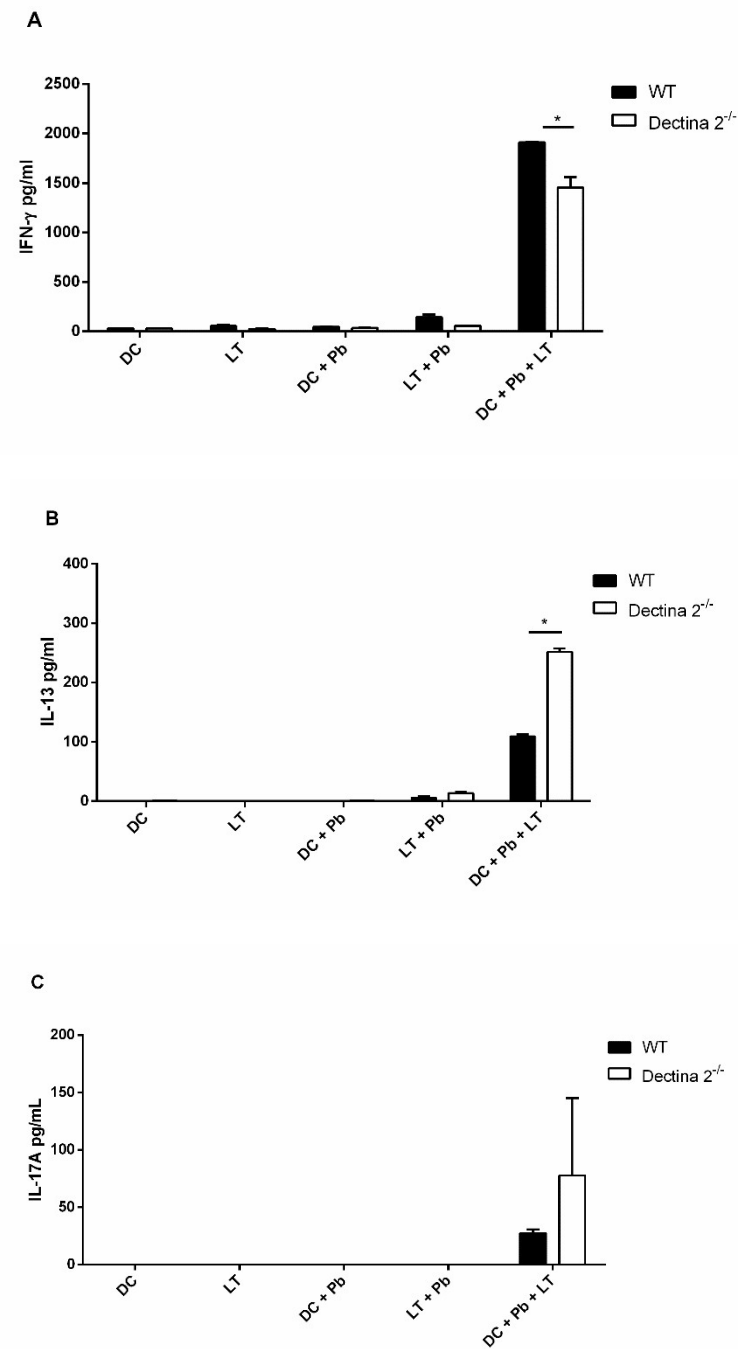 A
2500
2000
1500
1000
500
0
IFN-γ pg/ml
*
WT
Dectina 2-/-
DC
LT
DC + Pb
LT + Pb
DC + Pb + LT
B
400
300
200
100
0
IL-13 pg/ml
*
WT
Dectina 2-/-
DC
LT
DC + Pb
LT + Pb
DC + Pb + LT
C
200
150
100
50
0
IL-17A pg/mL
WT
Dectina 2-/-
DC
LT
DC + Pb
LT + Pb
DC + Pb + LT